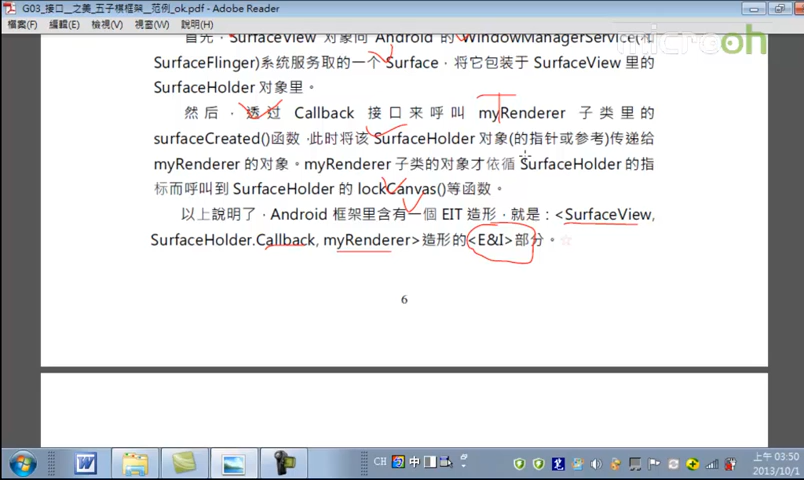 G03_接口__之美_五子棋框架__范例_ok.pdf - Adobe Reader
microoh
檔案(F) 編輯(E) 檢視(V) 視窗(W) 說明(H)
首先，SurfaceView 对象向 Android 的 WindowManagerService(和
SurfaceFlinger)系统服务取的一个 Surface，将它包装于 SurfaceView 里的
SurfaceHolder 对象里。
然后，透过 Callback 接口来呼叫 myRenderer 子类里的
surfaceCreated()函数，此时将该 SurfaceHolder 对象(的指针或参考)传递给
myRenderer 的对象。myRenderer 子类的对象才依循 SurfaceHolder 的指
标而呼叫到 SurfaceHolder 的 lockCanvas()等函数。
以上說明了，Android 框架里含有一個 EIT 造形，就是：<SurfaceView,
SurfaceHolder.Callback, myRenderer>造形的<E&I>部分。☆
6
CH 中
上午 03:50
2013/10/1